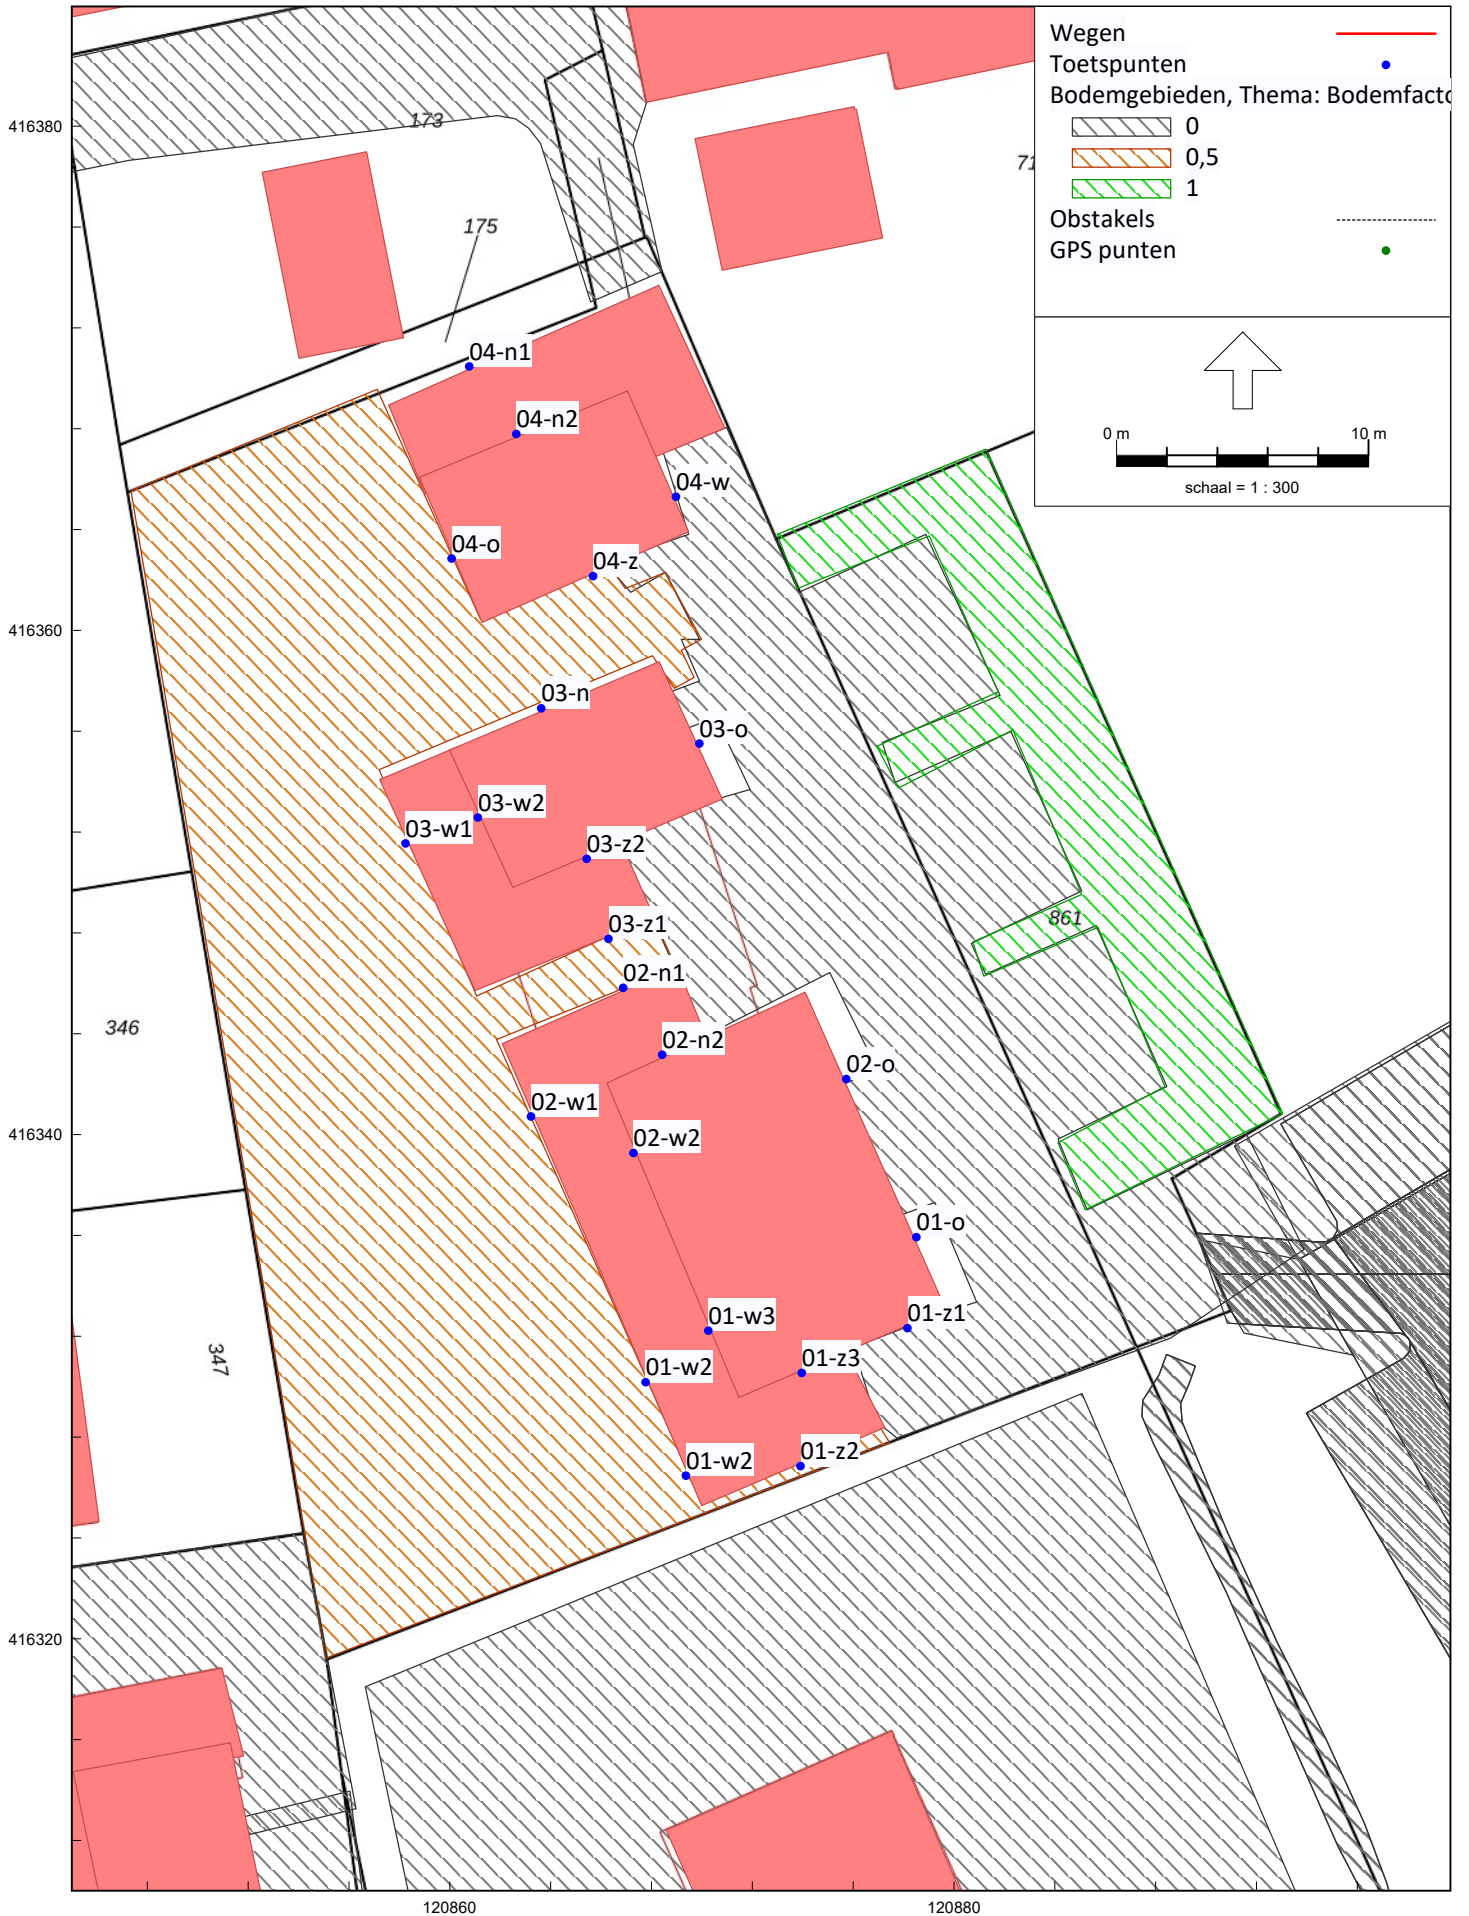 Wegen
Toetspunten
Bodemgebieden, Thema: Bodemfacto
0
0,5
1
Obstakels
GPS punten
0 m 10 m
schaal = 1 : 300
416380
173
71
175
04-n1
04-n2
04-w
04-o
04-z
416360
03-n
03-o
03-w2
03-w1
03-z2
861
03-z1
02-n1
346
02-n2
02-o
02-w1
416340
02-w2
01-o
01-w3
01-z1
347
01-z3
01-w2
01-z2
01-w2
416320
120860 120880